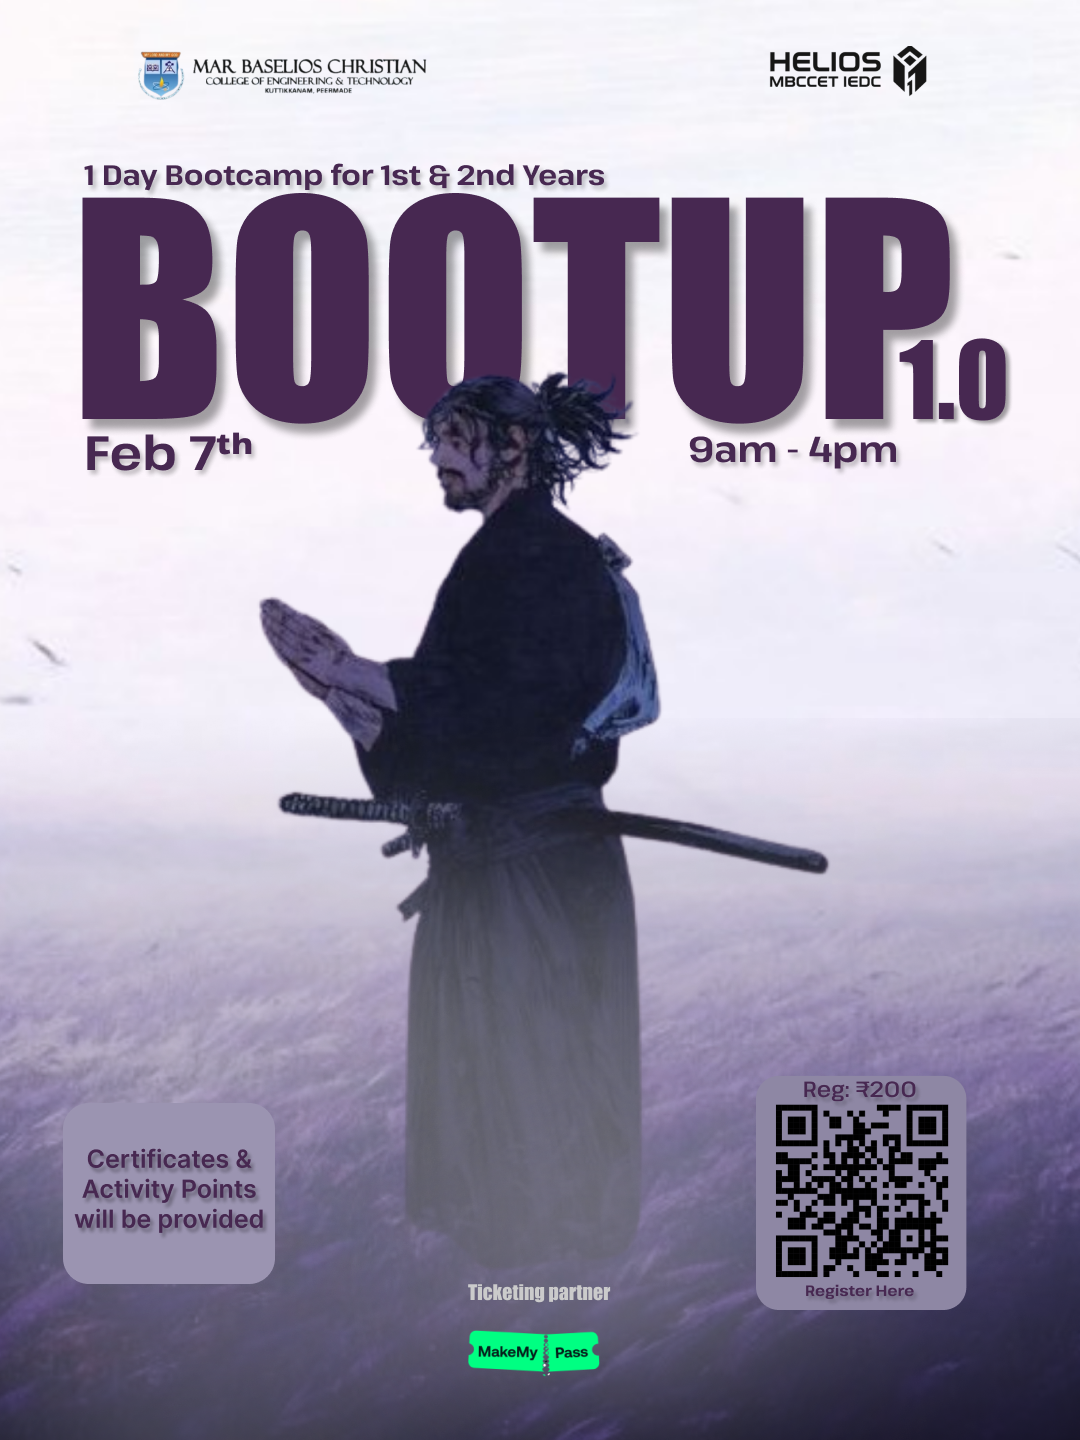 MAR BASELIOS CHRISTIAN
COLLEGE OF ENGINEERING & TECHNOLOGY
KUTTIKKANAM, PEERMADE
HELIOS
MBCCET IEDC
1 Day Bootcamp for 1st & 2nd Years
BOOTUP
1.0
Feb 7th
9am - 4pm
Certificates &
Activity Points
will be provided
Reg: ₹200
Register Here
Ticketing partner
MakeMy Pass